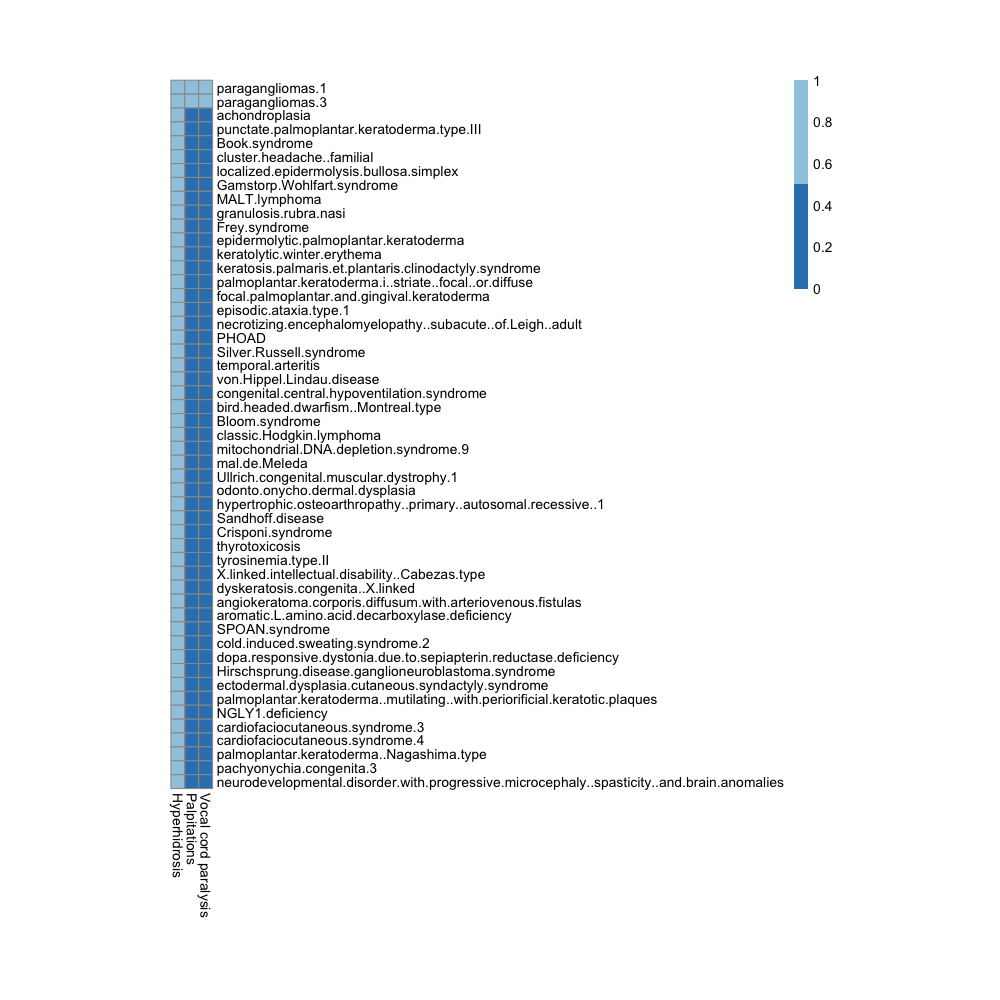 paragangliomas.1
paragangliomas.3
achondroplasia
punctate.palmoplantar.keratoderma.type.III
Book.syndrome
cluster.headache..familial
localized.epidermolysis.bullosa.simplex
Gamstorp.Wohlfart.syndrome
MALT.lymphoma
granulosis.rubra.nasi
Frey.syndrome
epidermolytic.palmoplantar.keratoderma
keratolytic.winter.erythema
keratosis.palmaris.et.plantaris.clinodactyly.syndrome
palmoplantar.keratoderma.i..striate..focal..or.diffuse
focal.palmoplantar.and.gingival.keratoderma
episodic.ataxia.type.1
necrotizing.encephalomyelopathy..subacute..of.Leigh..adult
PHOAD
Silver.Russell.syndrome
temporal.arteritis
von.Hippel.Lindau.disease
congenital.central.hypoventilation.syndrome
bird.headed.dwarfism..Montreal.type
Bloom.syndrome
classic.Hodgkin.lymphoma
mitochondrial.DNA.depletion.syndrome.9
mal.de.Meleda
Ullrich.congenital.muscular.dystrophy.1
odonto.onycho.dermal.dysplasia
hypertrophic.osteoarthropathy..primary..autosomal.recessive..1
Sandhoff.disease
Crisponi.syndrome
thyrotoxicosis
tyrosinemia.type.II
X.linked.intellectual.disability..Cabezas.type
dyskeratosis.congenita..X.linked
angiokeratoma.corporis.diffusum.with.arteriovenous.fistulas
aromatic.L.amino.acid.decarboxylase.deficiency
SPOAN.syndrome
cold.induced.sweating.syndrome.2
dopa.responsive.dystonia.due.to.sepiapterin.reductase.deficiency
Hirschsprung.disease.ganglioneuroblastoma.syndrome
ectodermal.dysplasia.cutaneous.syndactyly.syndrome
palmoplantar.keratoderma..mutilating..with.periorificial.keratotic.plaques
NGLY1.deficiency
cardiofaciocutaneous.syndrome.3
cardiofaciocutaneous.syndrome.4
palmoplantar.keratoderma..Nagashima.type
pachyonychia.congenita.3
neurodevelopmental.disorder.with.progressive.microcephaly..spasticity..and.brain.anomalies
Hyperhidrosis
Palpitations
Vocal cord paralysis
1
0.8
0.6
0.4
0.2
0